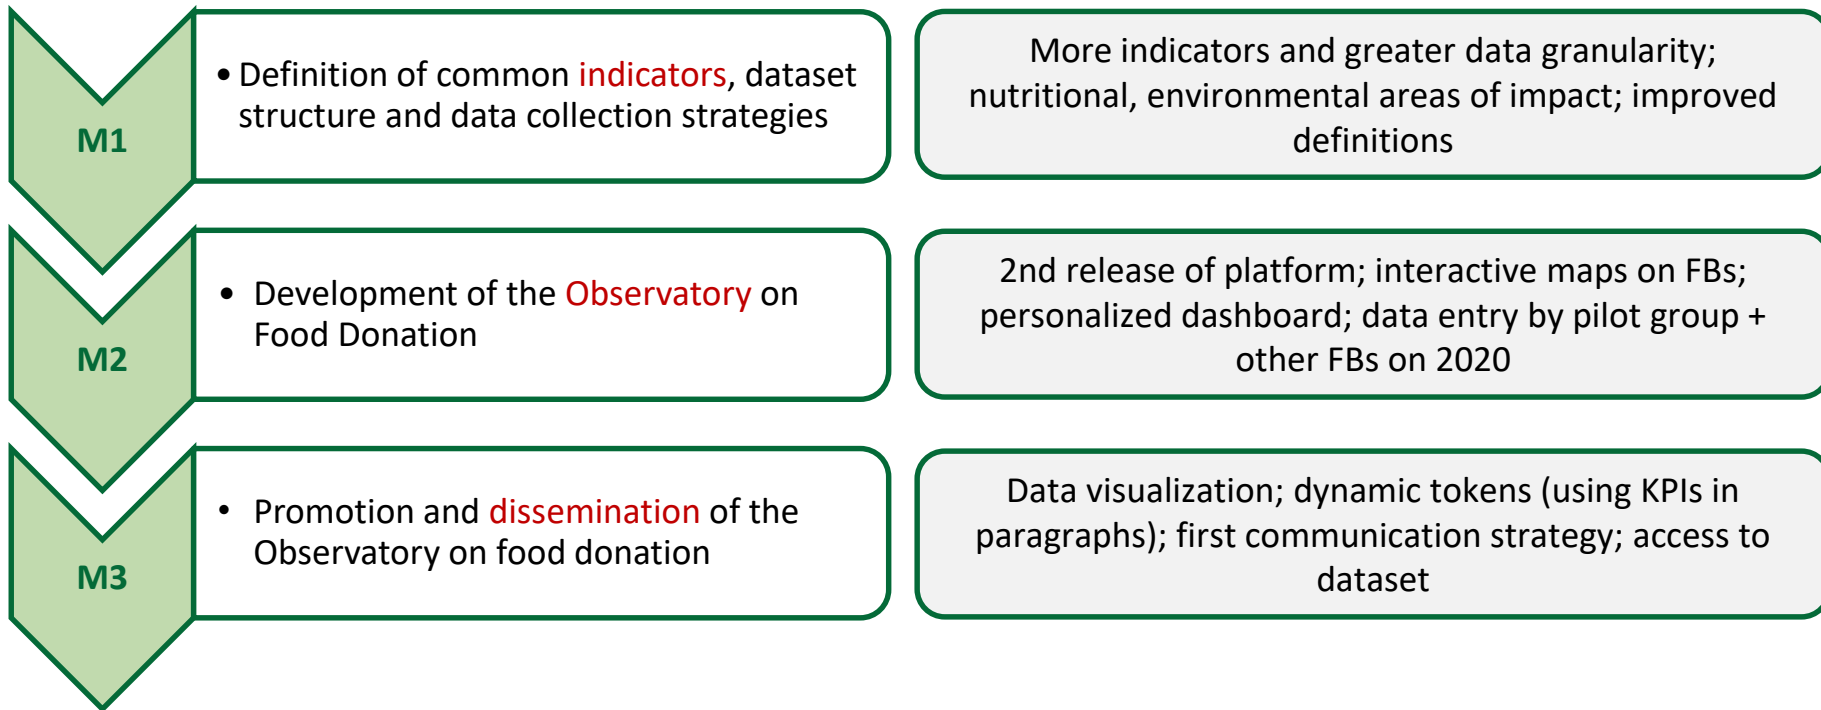 M1
• Definition of common indicators, dataset
structure and data collection strategies
More indicators and greater data granularity;
nutritional, environmental areas of impact; improved
definitions
M2
• Development of the Observatory on
Food Donation
2nd release of platform; interactive maps on FBs;
personalized dashboard; data entry by pilot group +
other FBs on 2020
M3
• Promotion and dissemination of the
Observatory on food donation
Data visualization; dynamic tokens (using KPIs in
paragraphs); first communication strategy; access to
dataset